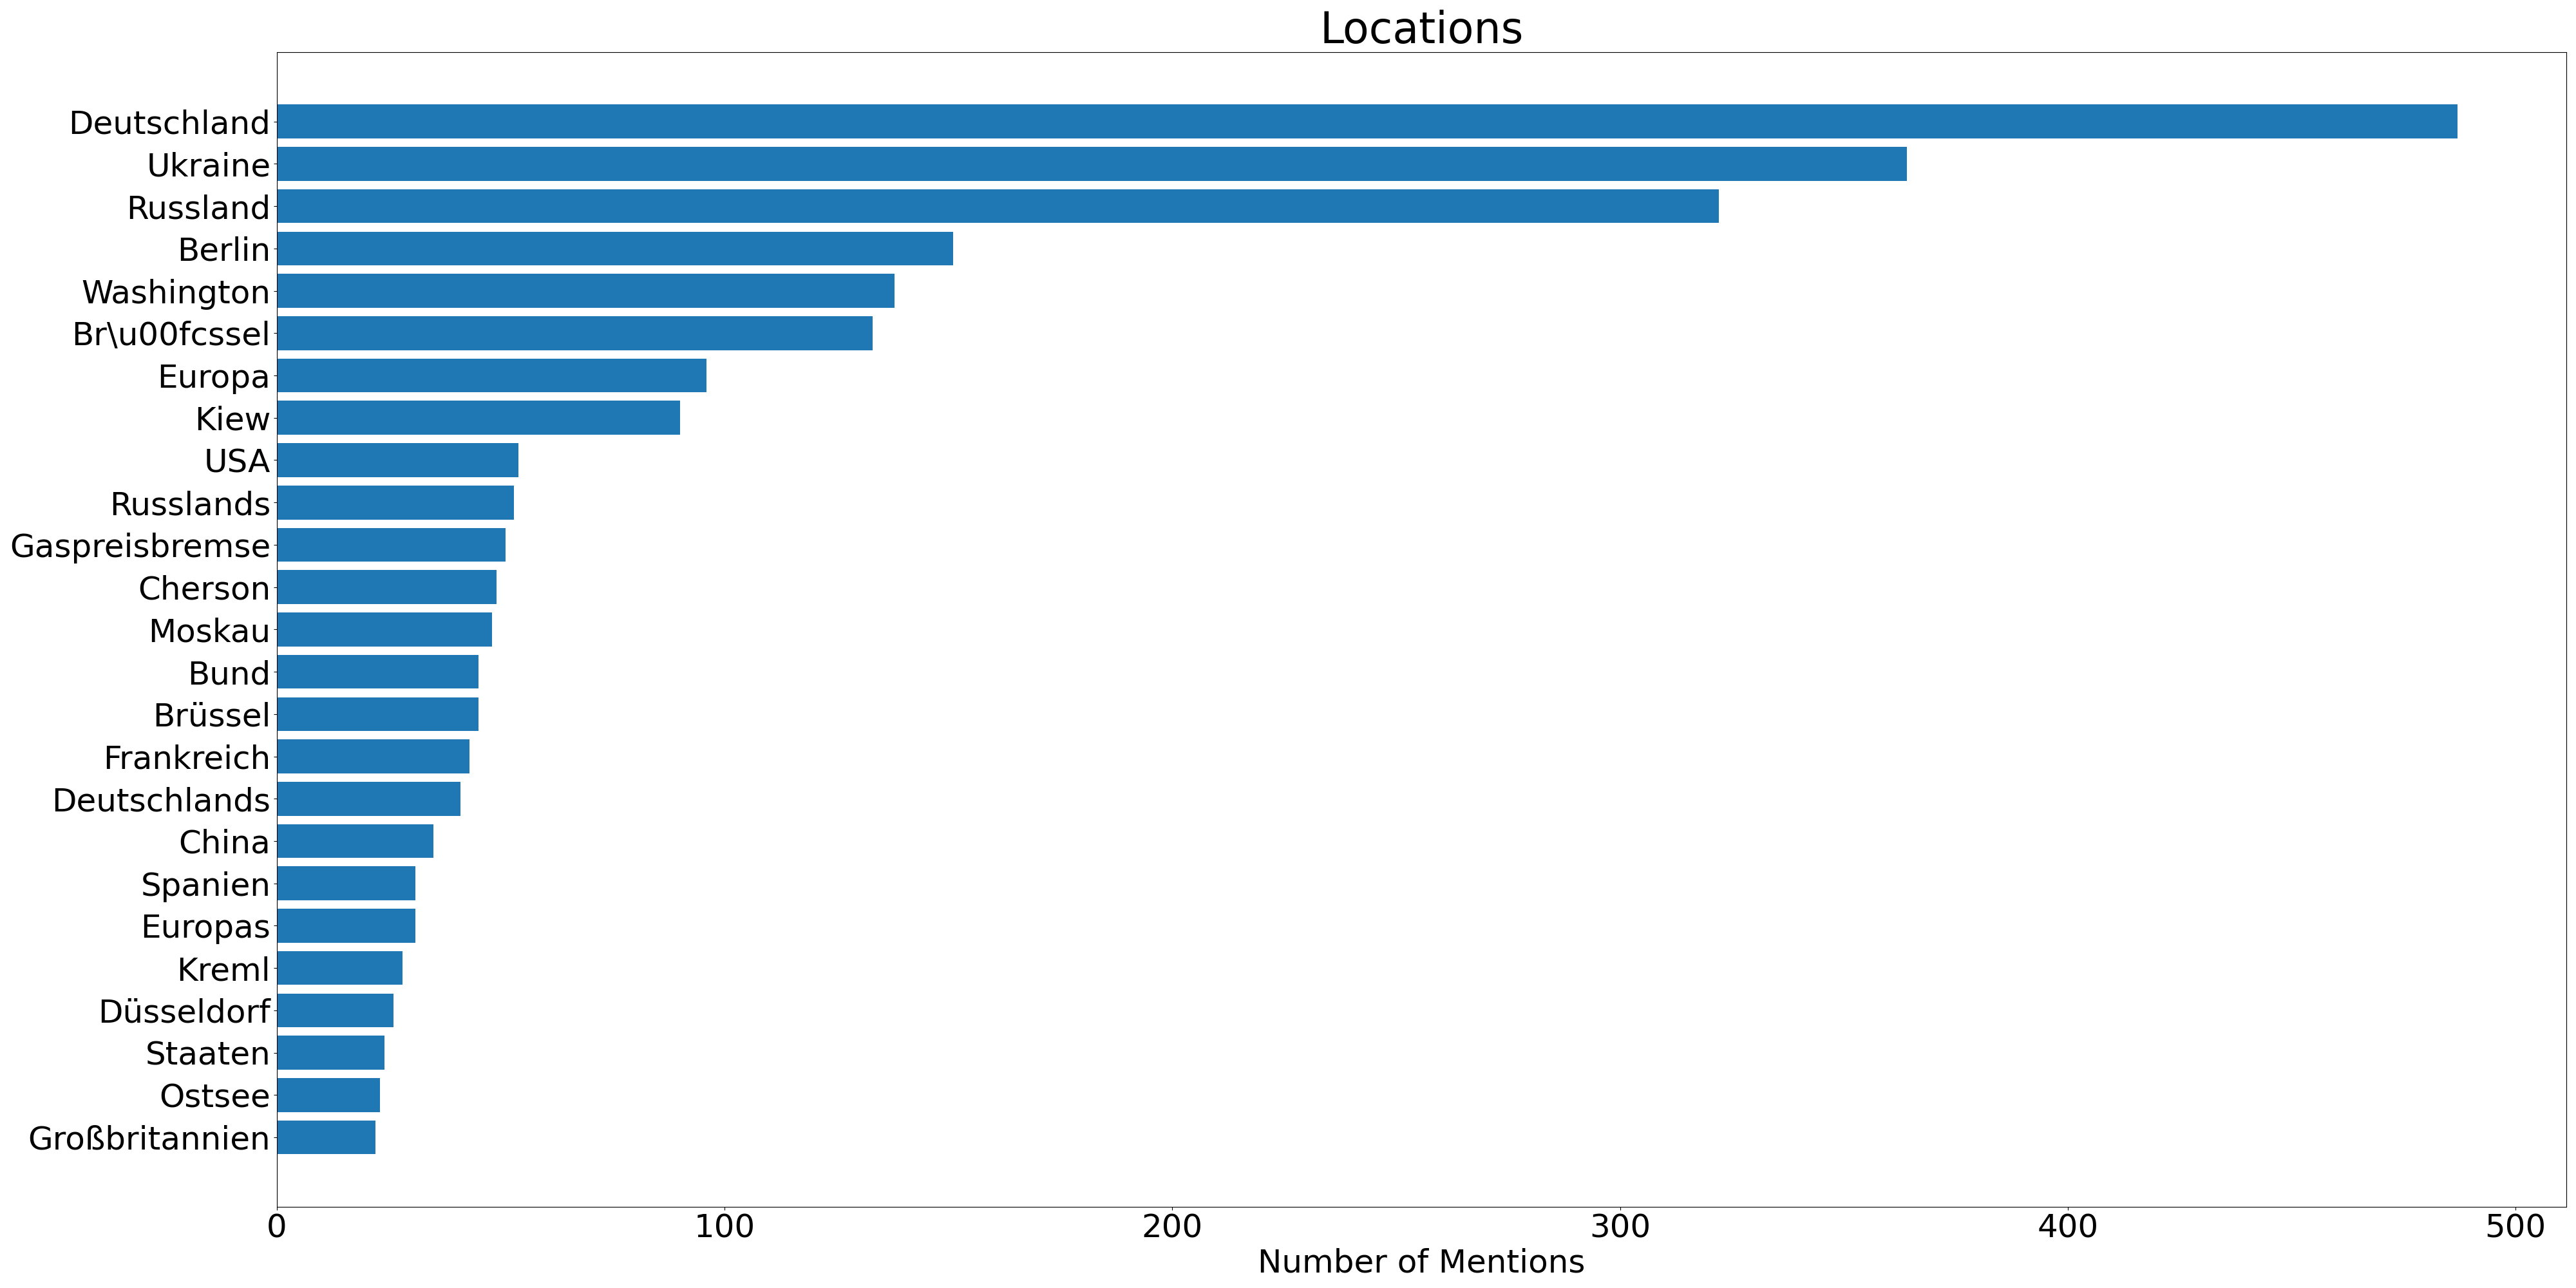 Locations
Deutschland
Ukraine
Russland
Berlin
Washington
Br\u00fcssel
Europa
Kiew
USA
Russlands
Gaspreisbremse
Cherson
Moskau
Bund
Brüssel
Frankreich
Deutschlands
China
Spanien
Europas
Kreml
Düsseldorf
Staaten
Ostsee
Großbritannien
0 100 200 300 400 500
Number of Mentions